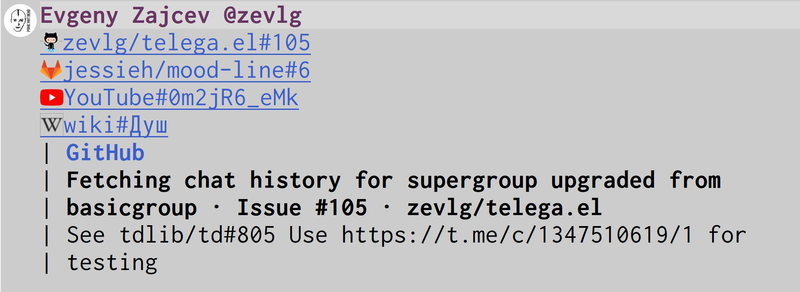 Evgeny Zajcev @zevlg
zevlg/telega.el#105
jessieh/mood-line#6
YouTube#0m2jR6_eMk
wiki#Душ
| GitHub
| Fetching chat history for supergroup upgraded from
| basicgroup · Issue #105 · zevlg/telega.el
| See tdlib/td#805 Use https://t.me/c/1347510619/1 for
| testing